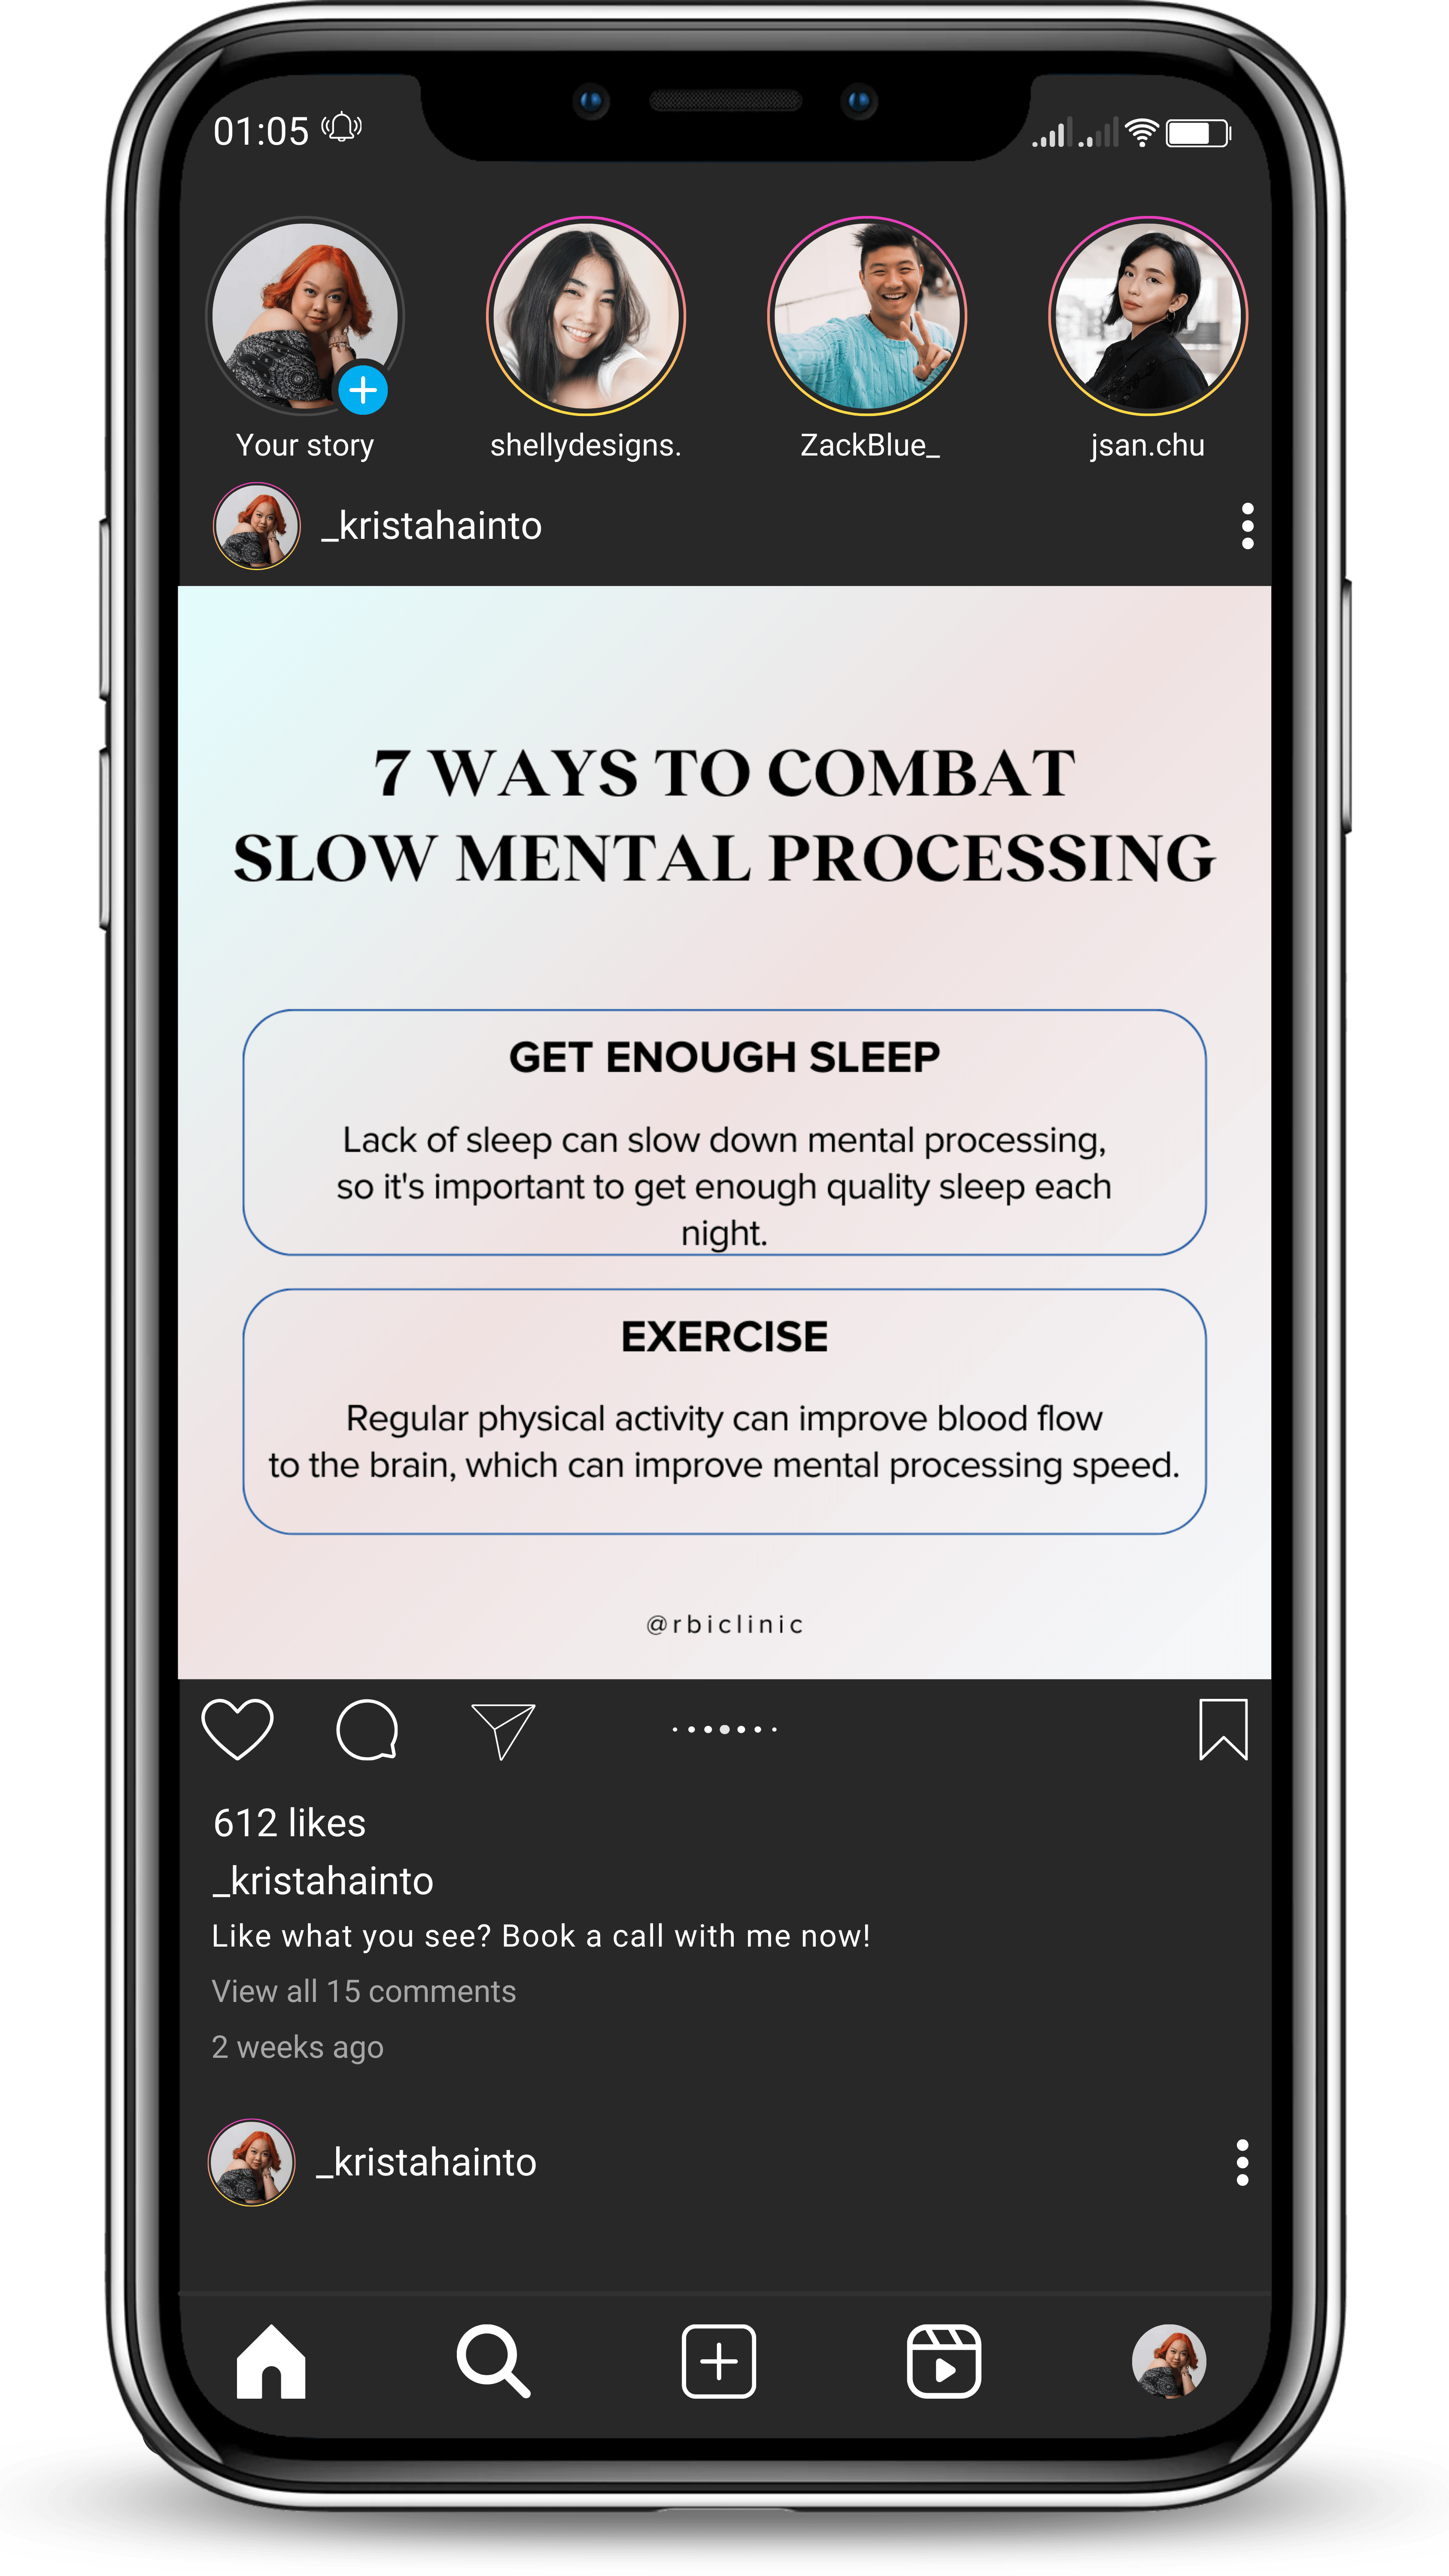 01:05
Your story
shellydesigns.
ZackBlue_
jsan.chu
_kristahainto
7 WAYS TO COMBAT
SLOW MENTAL PROCESSING
GET ENOUGH SLEEP
Lack of sleep can slow down mental processing,
so it's important to get enough quality sleep each
night.
EXERCISE
Regular physical activity can improve blood flow
to the brain, which can improve mental processing speed.
@rbiclinic
612 likes
_kristahainto
Like what you see? Book a call with me now!
View all 15 comments
2 weeks ago
_kristahainto